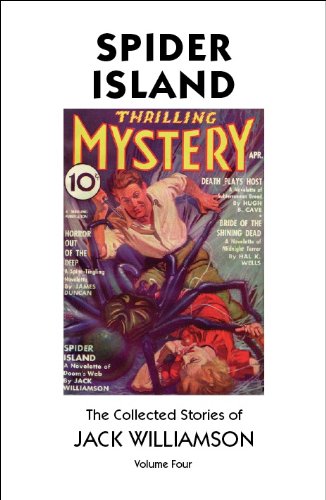 SPIDER
ISLAND
THRILLING
MYSTERY
APR.
10¢
A THRILLING
PUBLICATION
DEATH PLAYS HOST
A Novelette of
Subterranean Dread
By HUGH
B. CAVE
BRIDE OF THE
SHINING DEAD
A Novelette of
Midnight Terror
By HAL K.
WELLS
HORROR
OUT OF
THE
DEEP
A Spine-Tingling
Novelette
By JAMES
DUNCAN
SPIDER
ISLAND
A Novelette of
Doom's Web
By JACK
WILLIAMSON
The Collected Stories of
JACK WILLIAMSON
Volume Four